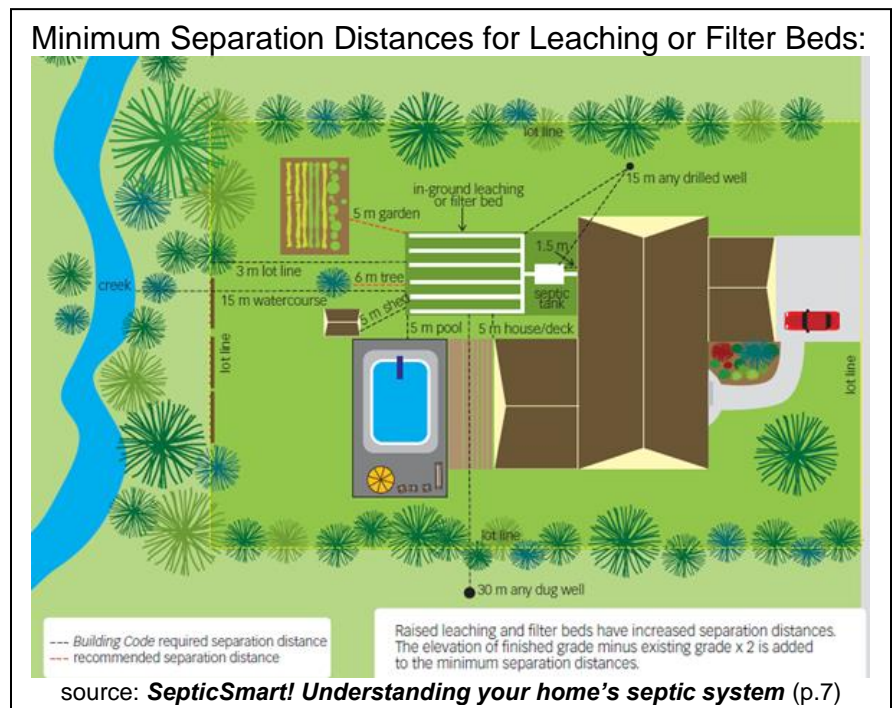 Minimum Separation Distances for Leaching or Filter Beds:
lot line
15 m any drilled well
in-ground leaching
or filter bed
5 m garden
1.5 m
3 m lot line
6 m tree
creek
15 m watercourse
septic
tank
5 m shed
5 m pool
5 m house/deck
lot line
lot line
lot line
30 m any dug well
--- Building Code required separation distance
--- recommended separation distance
Raised leaching and filter beds have increased separation distances.
The elevation of finished grade minus existing grade x 2 is added
to the minimum separation distances.
source: SepticSmart! Understanding your home's septic system (p.7)